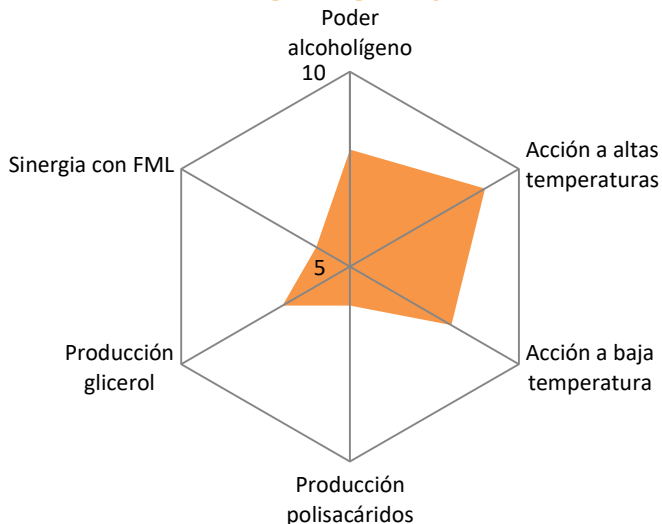 Poder
alcoholígeno
10
Acción a altas
temperaturas
Sinergia con FML
5
Producción
glicerol
Acción a baja
temperatura
Producción
polisacáridos